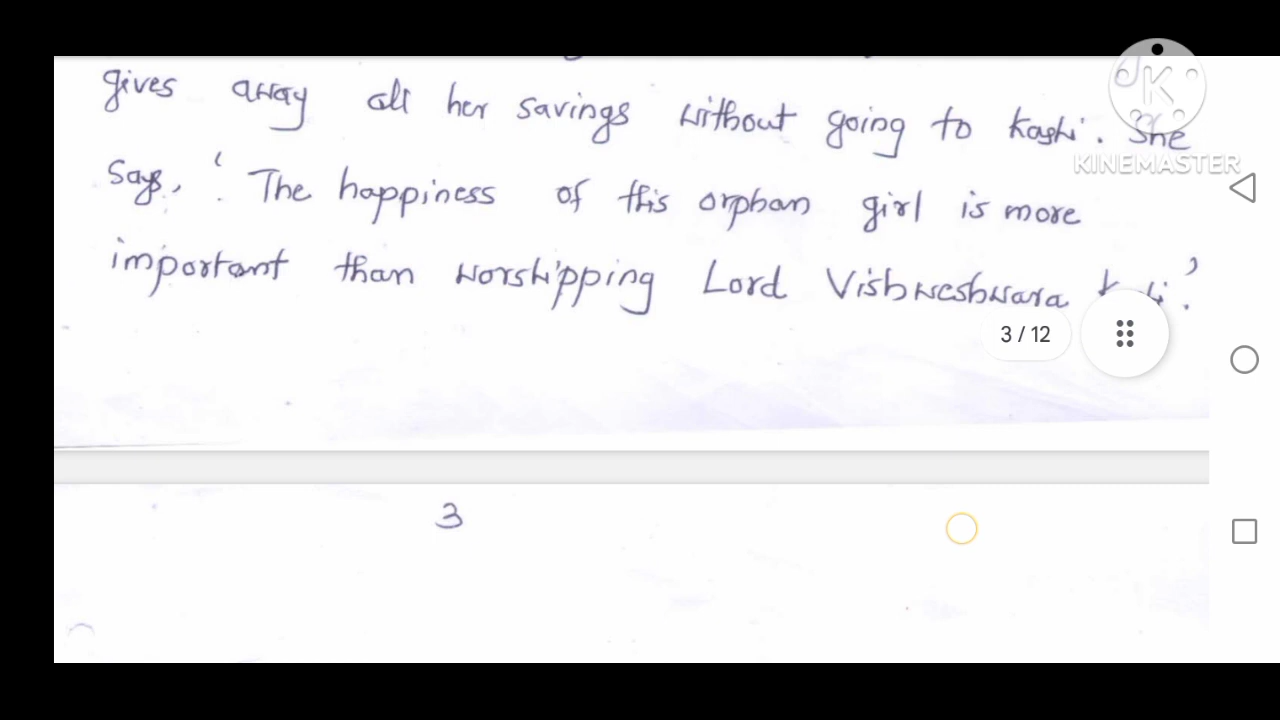 gives away all her savings without going to Kashi. She
says, ' The happiness of this orphan girl is more
important than worshipping Lord Vishweshwara
3 / 12
3
KINEMASTER